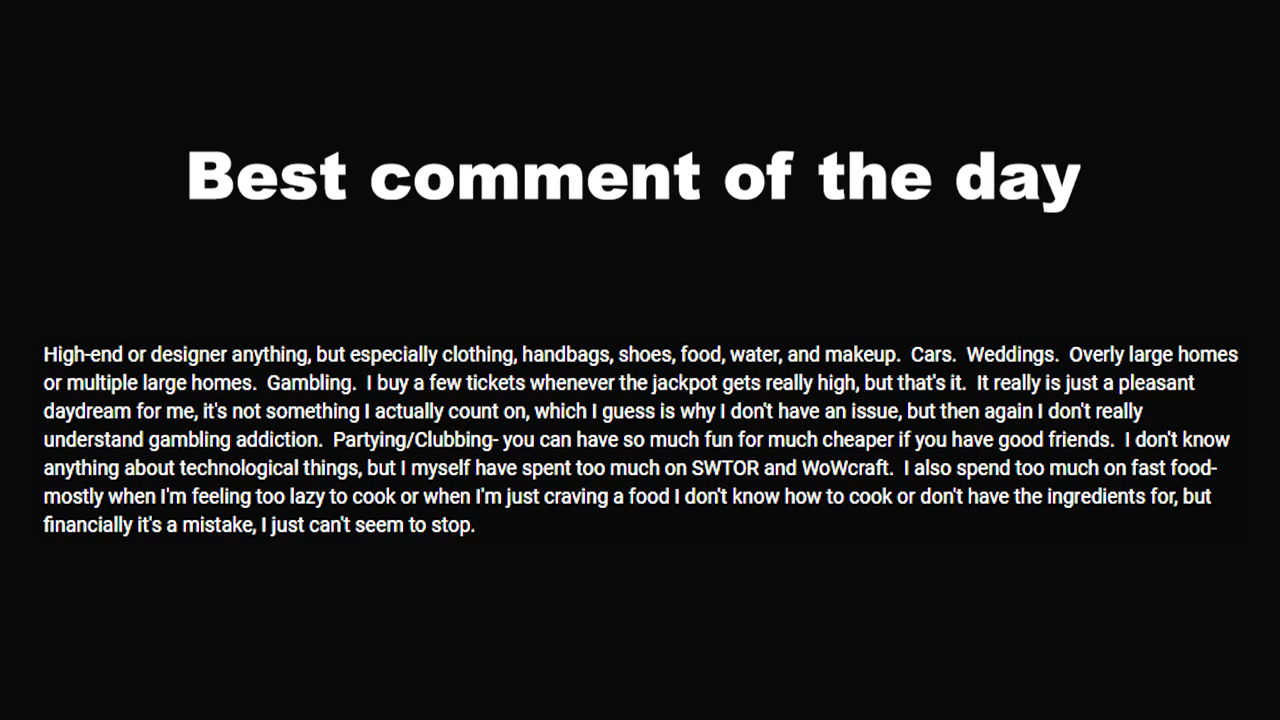 Best comment of the day
High-end or designer anything, but especially clothing, handbags, shoes, food, water, and makeup.  Cars.  Weddings.  Overly large homes
or multiple large homes.  Gambling.  I buy a few tickets whenever the jackpot gets really high, but that's it.  It really is just a pleasant
daydream for me, it's not something I actually count on, which I guess is why I don't have an issue, but then again I don't really
understand gambling addiction.  Partying/Clubbing- you can have so much fun for much cheaper if you have good friends.  I don't know
anything about technological things, but I myself have spent too much on SWTOR and WoWcraft.  I also spend too much on fast food-
mostly when I'm feeling too lazy to cook or when I'm just craving a food I don't know how to cook or don't have the ingredients for, but
financially it's a mistake, I just can't seem to stop.